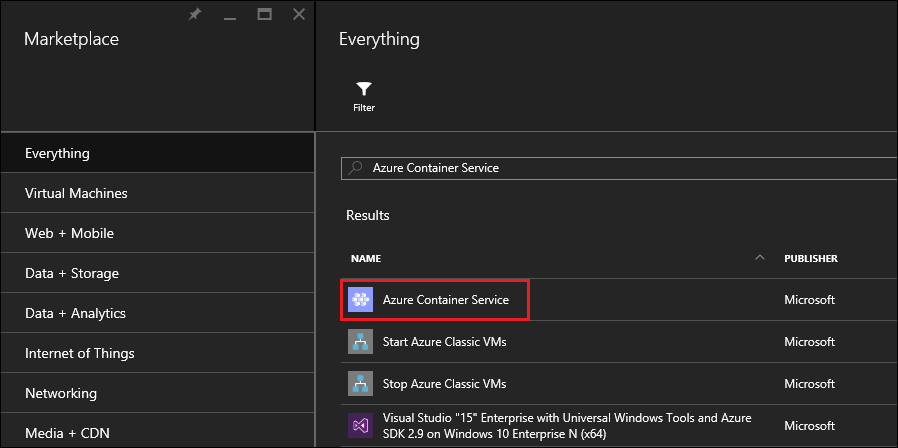 Marketplace
Everything
Filter
Everything
Virtual Machines
Web + Mobile
Data + Storage
Data + Analytics
Internet of Things
Networking
Media + CDN
Azure Container Service
Results
NAME PUBLISHER
Azure Container Service Microsoft
Start Azure Classic VMs Microsoft
Stop Azure Classic VMs Microsoft
Visual Studio "15" Enterprise with Universal Windows Tools and Azure
SDK 2.9 on Windows 10 Enterprise N (x64) Microsoft